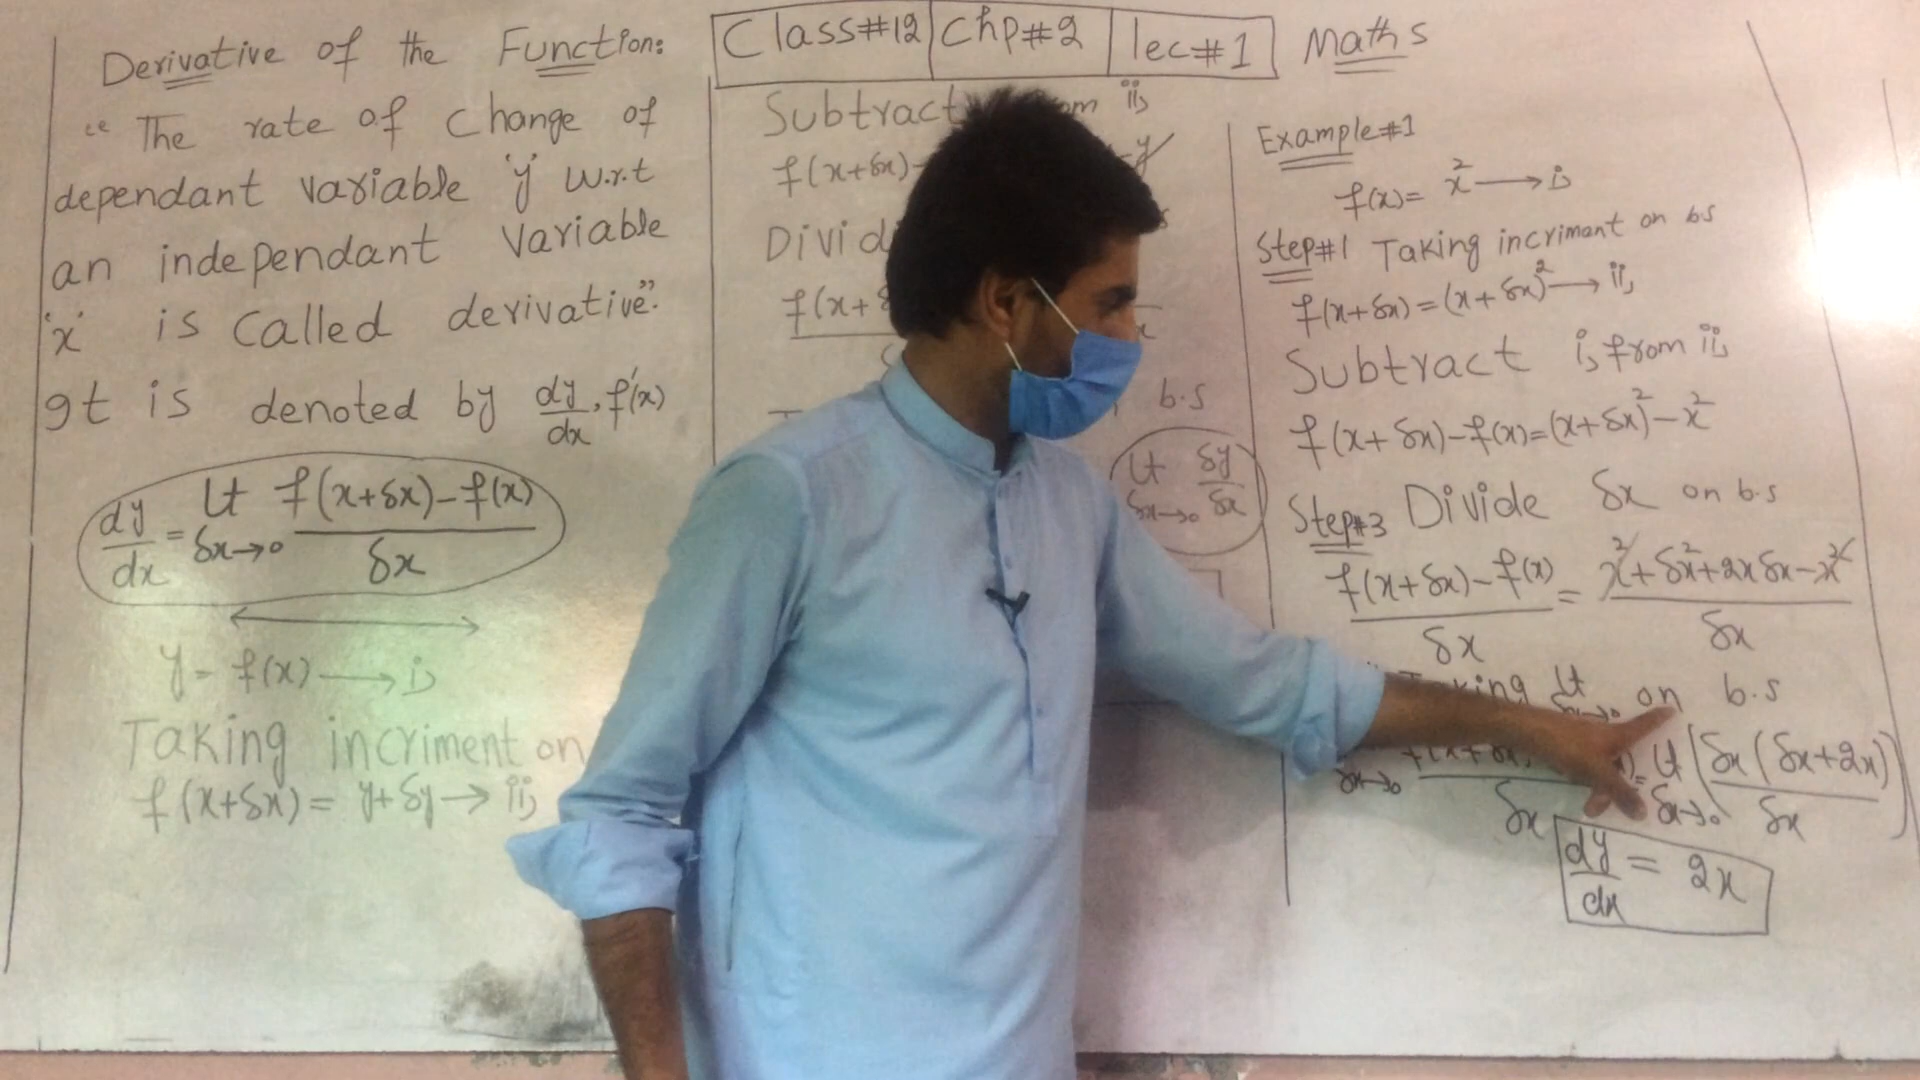 Class#12 Chp#2 lec#1 Maths
Derivative of the Function:
“ The rate of change of
dependant variable 'y' w.r.t
an independant variable
'x' is called derivative”.
It is denoted by dy/dx, f'(x)
dy/dx = lt δx→0 f(x+δx)-f(x)/δx
y = f(x) → i,
Taking incriment on
f(x+δx) = y+δy → ii,
Subtract ii,
f(x+δx)- -y
f(x+
b.s
lt δx→0 δy/δx
Example#1
f(x)= x² → i,
Step#1 Taking incriment on b.s
f(x+δx)=(x+δx)² → ii,
Subtract i, from ii,
f(x+δx)-f(x)=(x+δx)²-x²
Step#3 Divide δx on b.s
f(x+δx)-f(x)/δx = x²+δx²+2xδx-x²/δx
lt on b.s
δx→0 δx = lt δx→0 (δx(δx+2x)/δx)
dy/dx = 2x